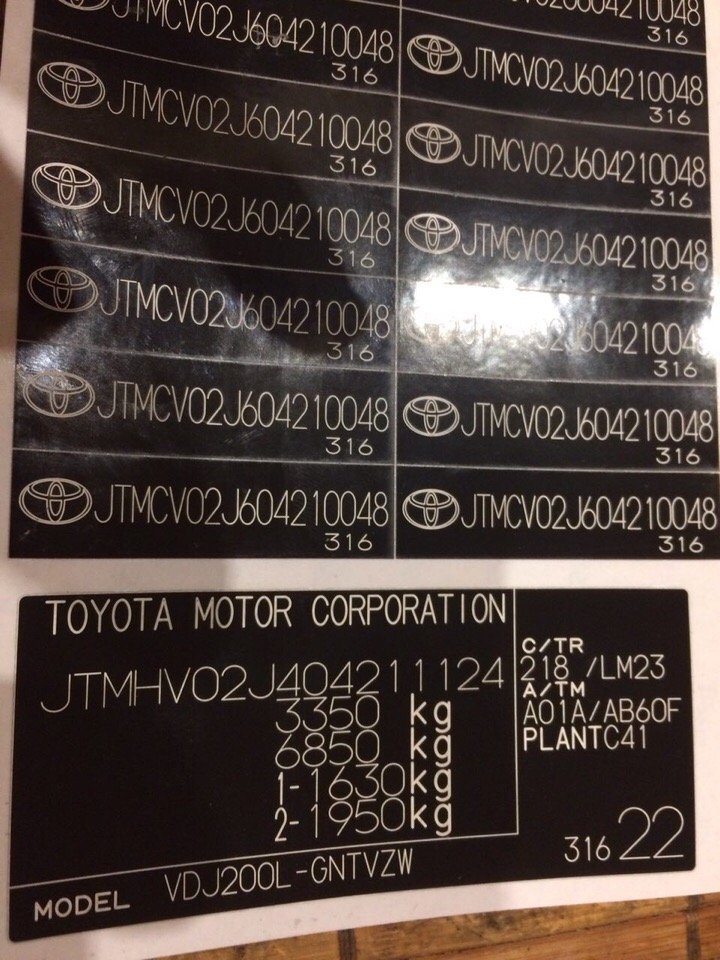 JTMCV02J604210048
316
JTMCV02J604210048
316
JTMCV02J604210048
316
JTMCV02J604210048
316
JTMCV02J604210048
316
JTMCV02J604210048
316
JTMCV02J604210048
316
JTMCV02J604210048
316
JTMCV02J604210048
316
316
JTMCV02J604210048
316
JTMCV02J604210048
316
JTMCV02J604210048
316
TOYOTA MOTOR CORPORATION
JTMHV02J404211124
3350 kg
6850 kg
1-1630kg
2-1950kg
C/TR
218 /LM23
A/TM
A01A/AB60F
PLANTC41
316 22
MODEL VDJ200L-GNTVZW